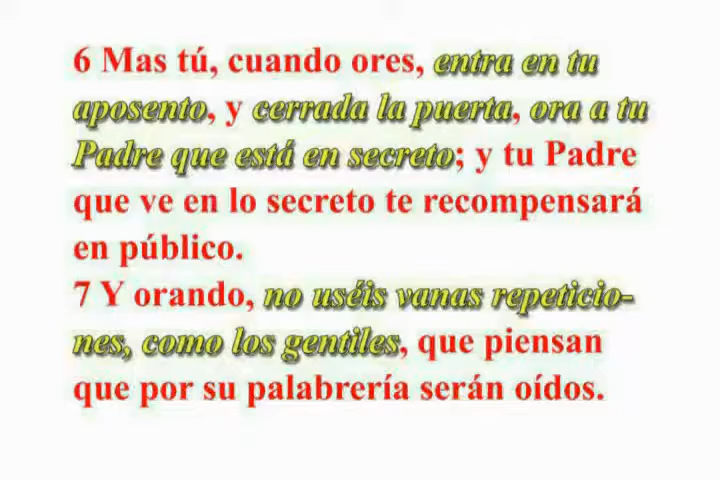 6 Mas tú, cuando ores, entra en tu
aposento, y cerrada la puerta, ora a tu
Padre que está en secreto; y tu Padre
que ve en lo secreto te recompensará
en público.
7 Y orando, no uséis vanas repeticio-
nes, como los gentiles, que piensan
que por su palabrería serán oídos.